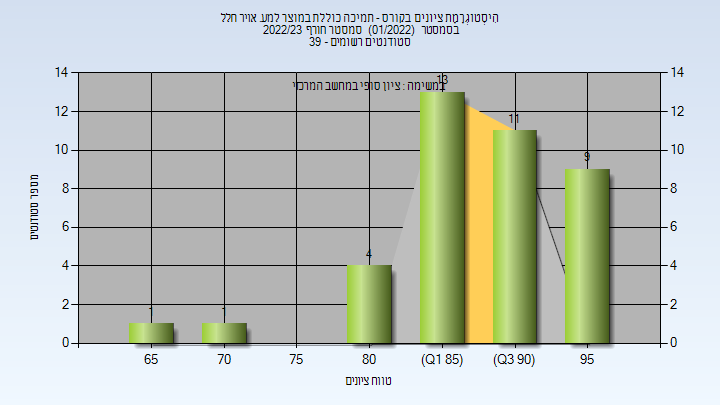 היסטוגרמת ציונים בקורס - תמיכה כוללת במוצר למע. אויר חלל
בסמסטר (01/2022) סמסטר חורף 2022/23
סטודנטים רשומים - 39
במשימה : ציון סופי במחשב המרכזי
14 14
12 12
10 10
8 8
6 6
4 4
2 2
0 0
1 1 4 13 11 9
65 70 75 80 (Q1 85) (Q3 90) 95
מספר סטודנטים
טווח ציונים